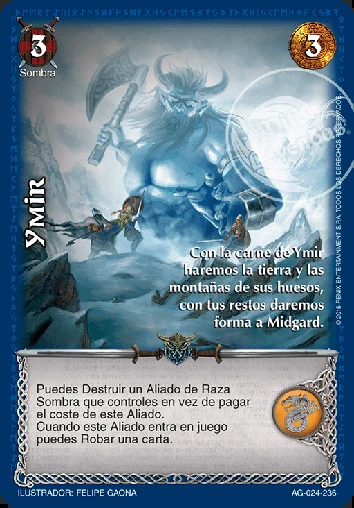 3
Sombra
3
Ymir
Con la carne de Ymir
haremos la tierra y las
montañas de sus huesos,
con tus restos daremos
forma a Midgard.
Puedes Destruir un Aliado de Raza
Sombra que controles en vez de pagar
el coste de este Aliado.
Cuando este Aliado entra en juego
puedes Robar una carta.
ILUSTRADOR: FELIPE GAONA
AG-024-236